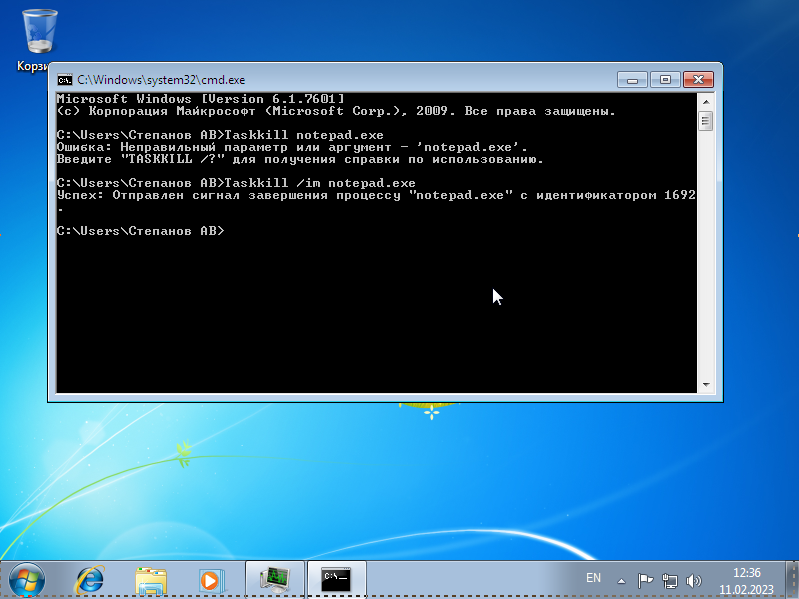 Корзи
C:\Windows\system32\cmd.exe
Microsoft Windows [Version 6.1.7601]
(c) Корпорация Майкрософт (Microsoft Corp.), 2009. Все права защищены.
C:\Users\Степанов АВ>Taskkill notepad.exe
Ошибка: Неправильный параметр или аргумент - 'notepad.exe'.
Введите "TASKKILL /?" для получения справки по использованию.
C:\Users\Степанов АВ>Taskkill /im notepad.exe
Успех: Отправлен сигнал завершения процессу "notepad.exe" с идентификатором 1692
.
C:\Users\Степанов АВ>
EN
12:36
11.02.2023